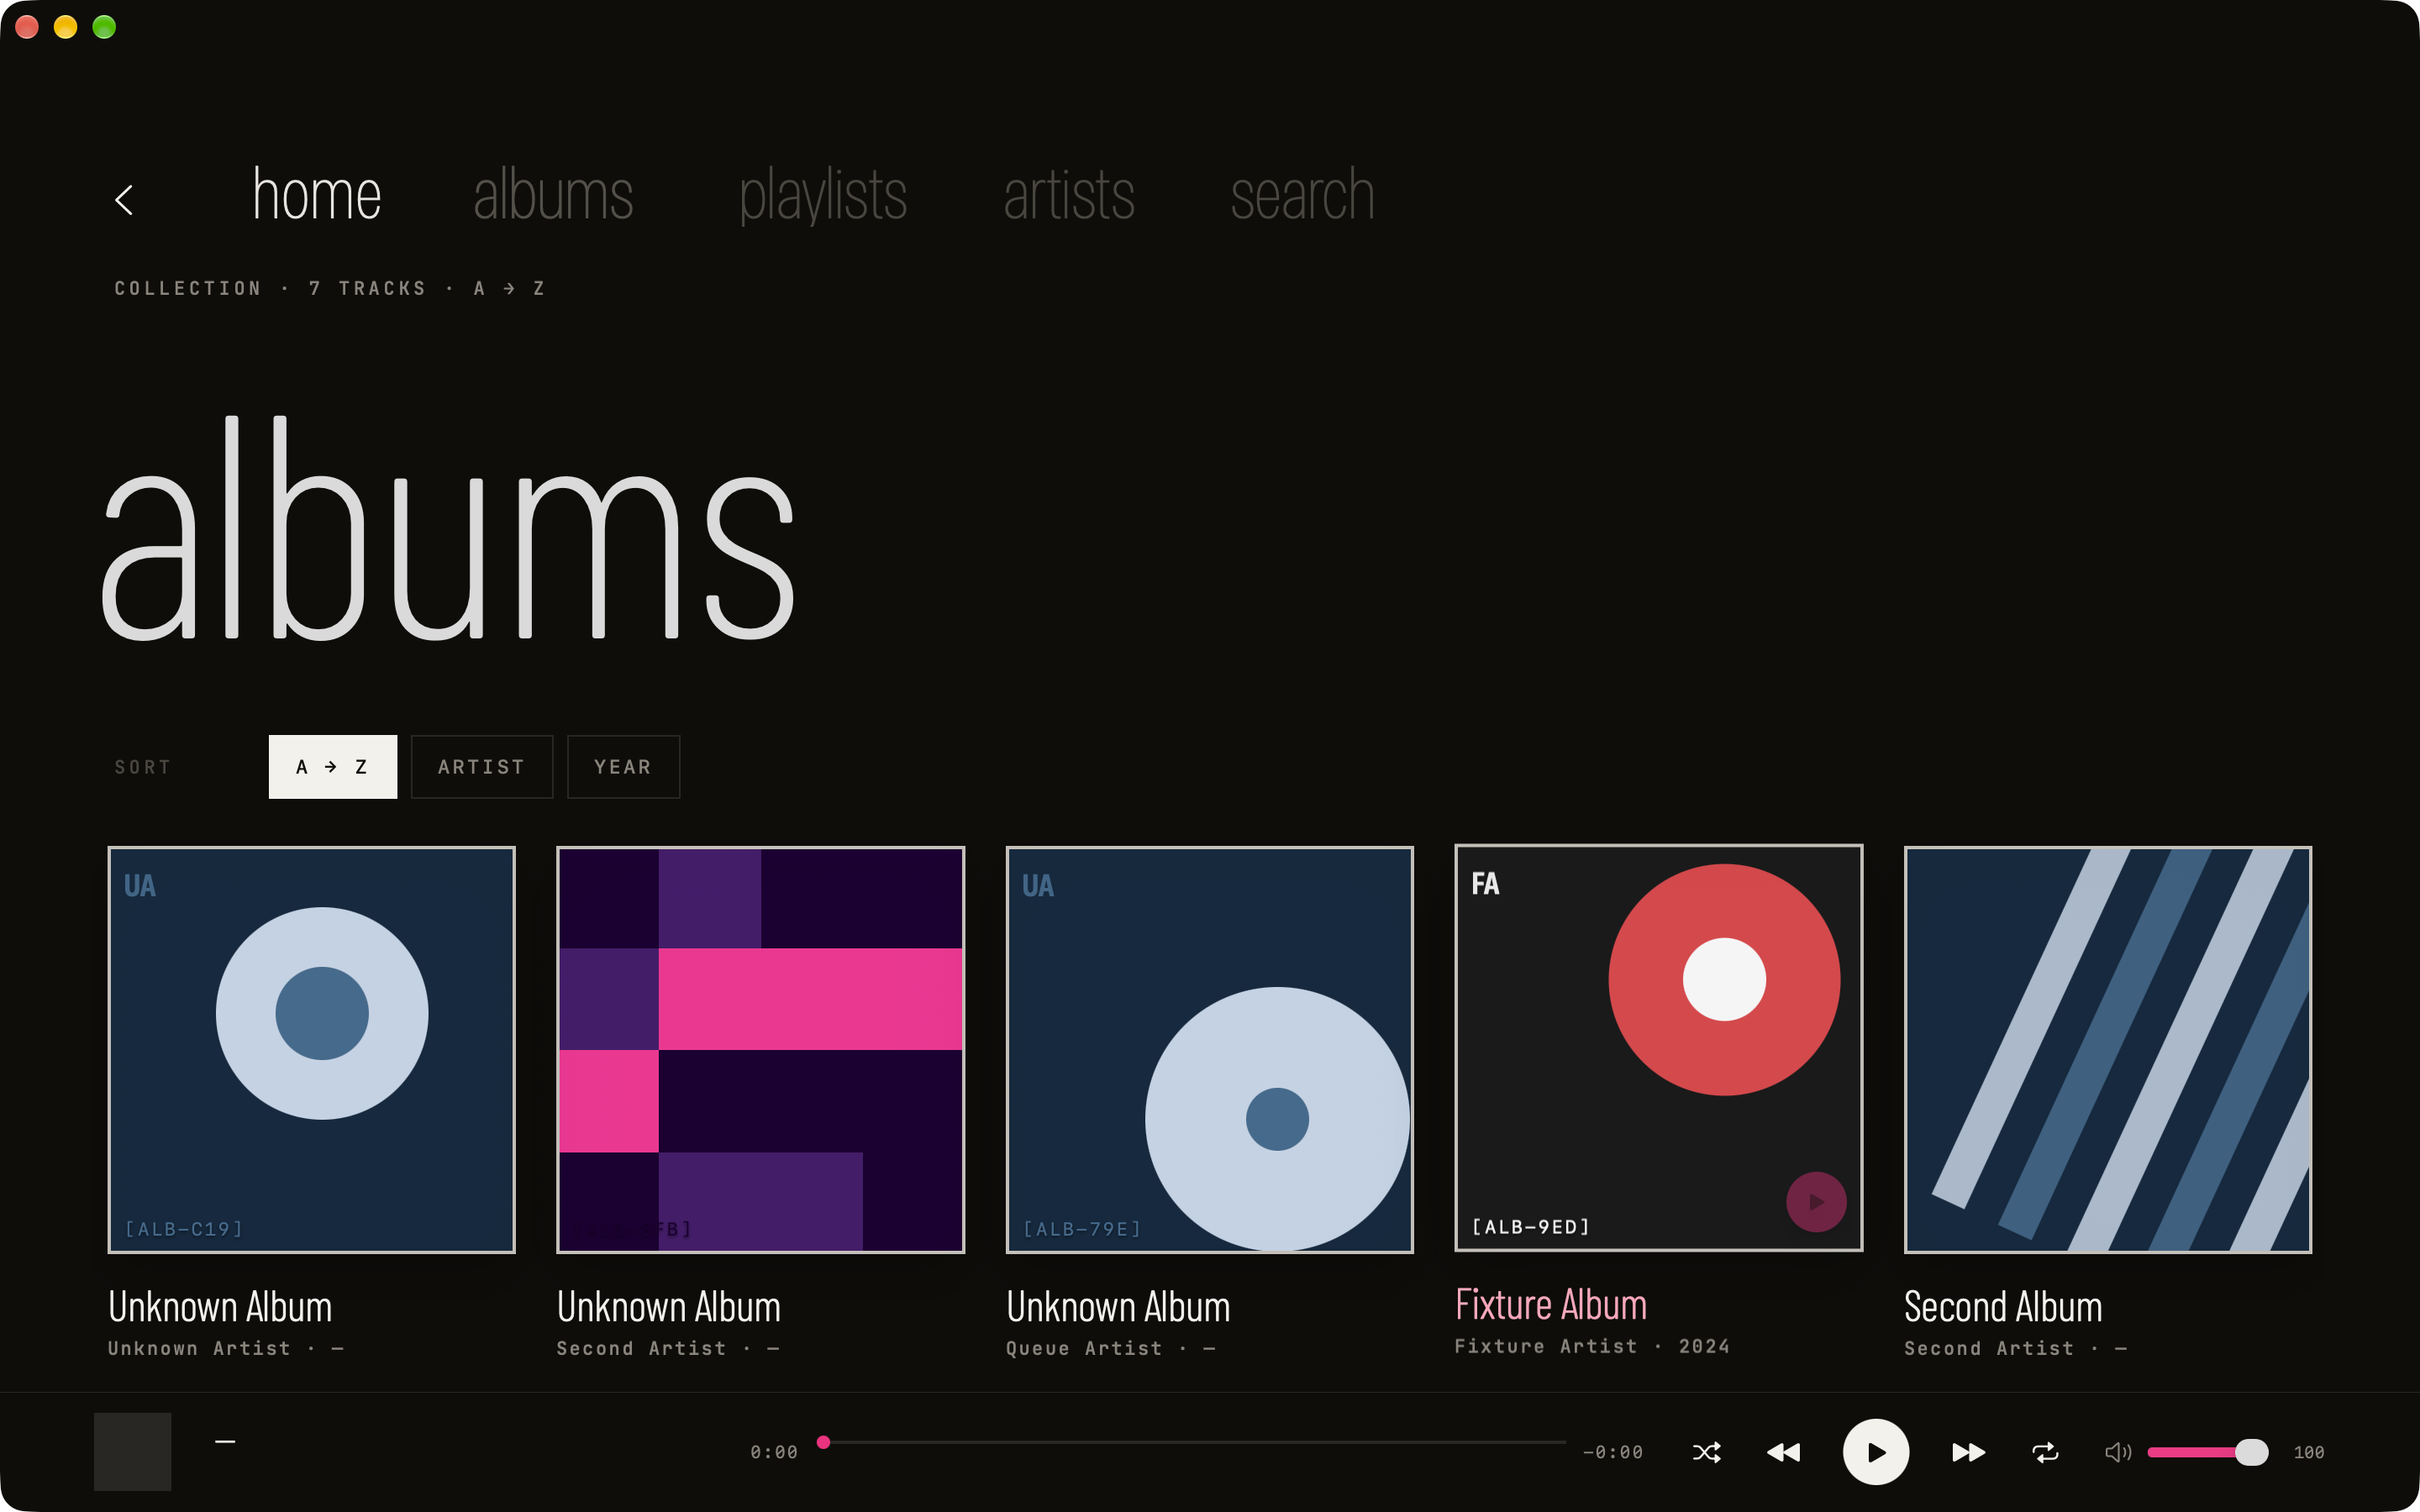 home albums playlists artists search
COLLECTION · 7 TRACKS · A → Z
albums
SORT A → Z ARTIST YEAR
UA
UA
FA
[ALB–C19]
FB]
[ALB–79E]
[ALB–9ED]
Unknown Album
Unknown Artist · —
Unknown Album
Second Artist · —
Unknown Album
Queue Artist · —
Fixture Album
Fixture Artist · 2024
Second Album
Second Artist · —
—
0:00
–0:00
100